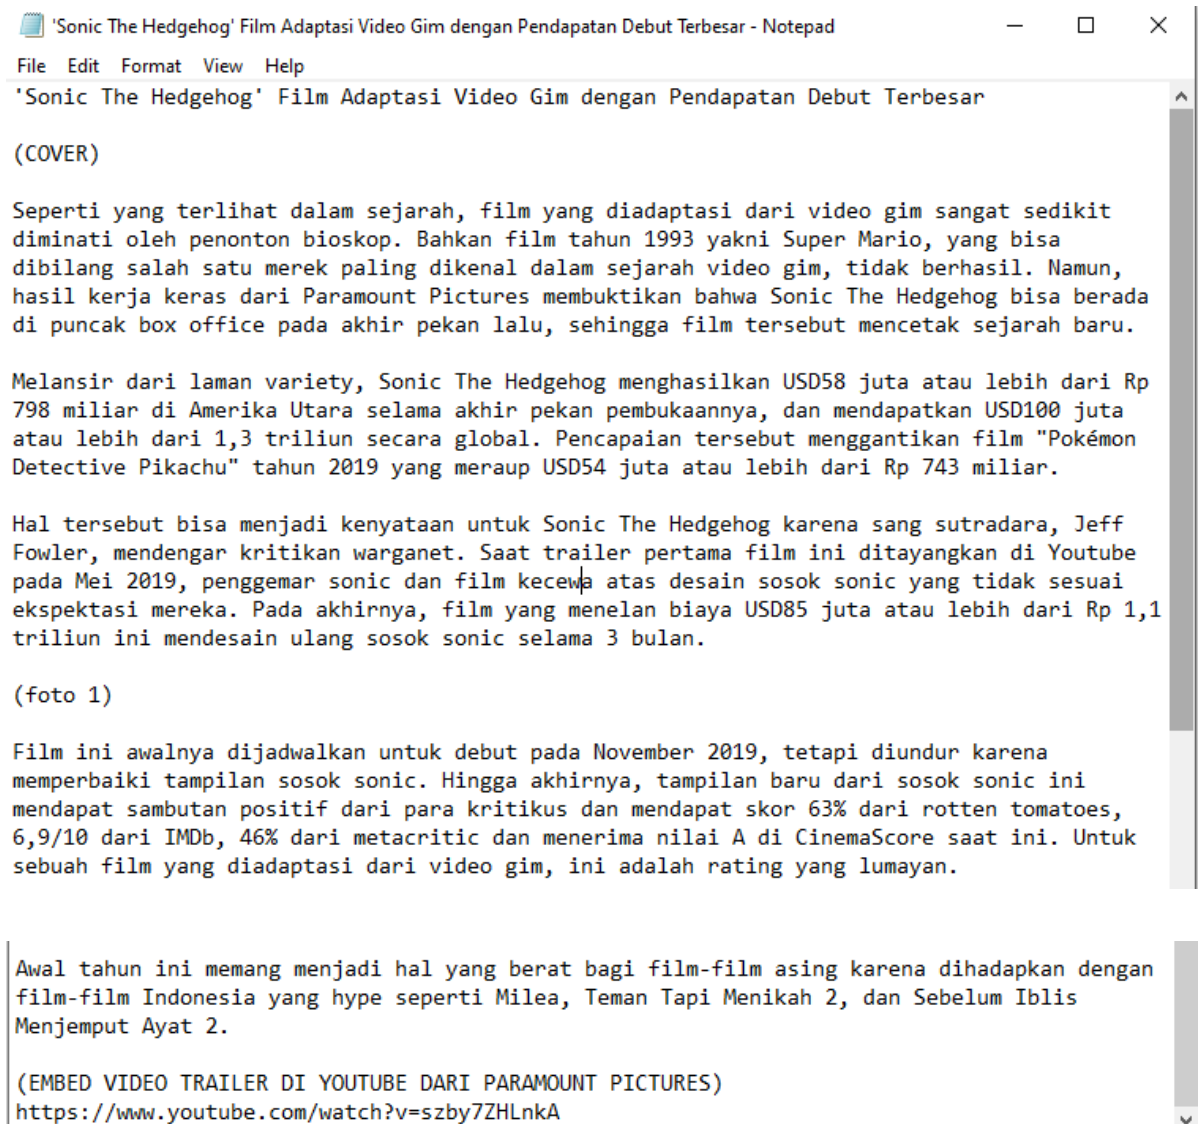 'Sonic The Hedgehog' Film Adaptasi Video Gim dengan Pendapatan Debut Terbesar - Notepad
File Edit Format View Help
'Sonic The Hedgehog' Film Adaptasi Video Gim dengan Pendapatan Debut Terbesar
(COVER)
Seperti yang terlihat dalam sejarah, film yang diadaptasi dari video gim sangat sedikit
diminati oleh penonton bioskop. Bahkan film tahun 1993 yakni Super Mario, yang bisa
dibilang salah satu merek paling dikenal dalam sejarah video gim, tidak berhasil. Namun,
hasil kerja keras dari Paramount Pictures membuktikan bahwa Sonic The Hedgehog bisa berada
di puncak box office pada akhir pekan lalu, sehingga film tersebut mencetak sejarah baru.
Melansir dari laman variety, Sonic The Hedgehog menghasilkan USD58 juta atau lebih dari Rp
798 miliar di Amerika Utara selama akhir pekan pembukaannya, dan mendapatkan USD100 juta
atau lebih dari 1,3 triliun secara global. Pencapaian tersebut menggantikan film "Pokémon
Detective Pikachu" tahun 2019 yang meraup USD54 juta atau lebih dari Rp 743 miliar.
Hal tersebut bisa menjadi kenyataan untuk Sonic The Hedgehog karena sang sutradara, Jeff
Fowler, mendengar kritikan warganet. Saat trailer pertama film ini ditayangkan di Youtube
pada Mei 2019, penggemar sonic dan film kecewa atas desain sosok sonic yang tidak sesuai
ekspektasi mereka. Pada akhirnya, film yang menelan biaya USD85 juta atau lebih dari Rp 1,1
triliun ini mendesain ulang sosok sonic selama 3 bulan.
(foto 1)
Film ini awalnya dijadwalkan untuk debut pada November 2019, tetapi diundur karena
memperbaiki tampilan sosok sonic. Hingga akhirnya, tampilan baru dari sosok sonic ini
mendapat sambutan positif dari para kritikus dan mendapat skor 63% dari rotten tomatoes,
6,9/10 dari IMDb, 46% dari metacritic dan menerima nilai A di CinemaScore saat ini. Untuk
sebuah film yang diadaptasi dari video gim, ini adalah rating yang lumayan.
Awal tahun ini memang menjadi hal yang berat bagi film-film asing karena dihadapkan dengan
film-film Indonesia yang hype seperti Milea, Teman Tapi Menikah 2, dan Sebelum Iblis
Menjemput Ayat 2.
(EMBED VIDEO TRAILER DI YOUTUBE DARI PARAMOUNT PICTURES)
https://www.youtube.com/watch?v=szby7ZHLnkA